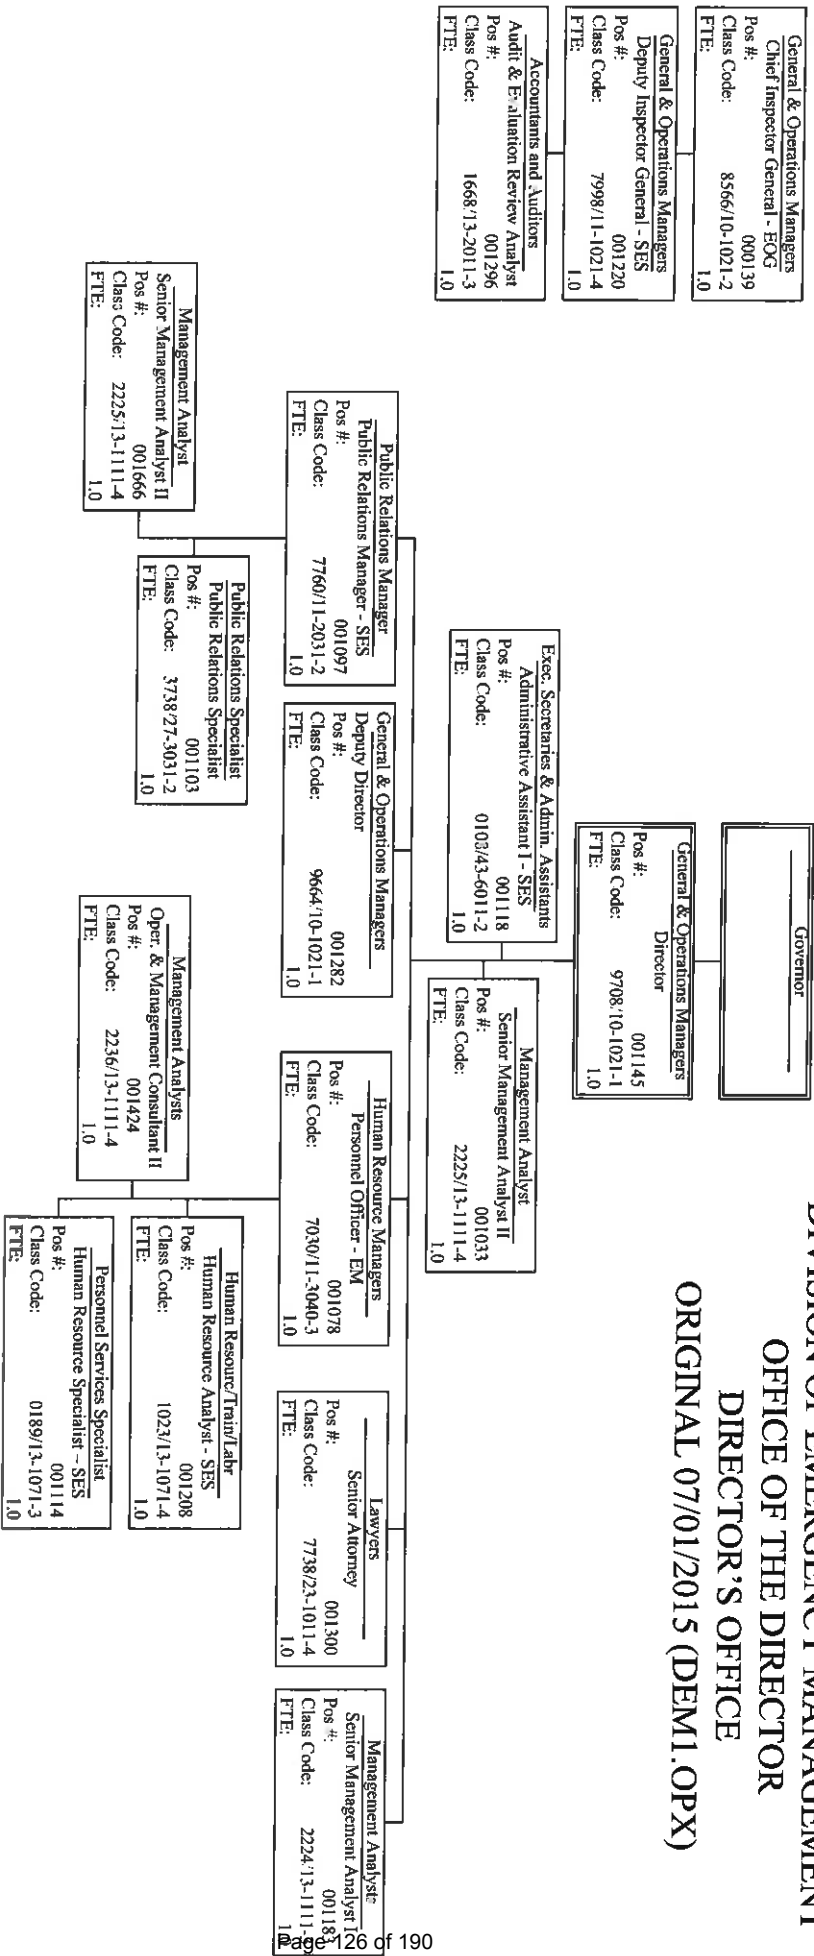 DIVISION OF EMERGENCY MANAGEMENT
OFFICE OF THE DIRECTOR
DIRECTOR'S OFFICE
ORIGINAL 07/01/2015 (DEM1.OPX)
General & Operations Managers
Chief Inspector General - EOG
Pos #: 000139
Class Code: 8566/10-1021-2
FTE: 1.0
General & Operations Managers
Deputy Inspector General - SES
Pos #: 001220
Class Code: 7998/11-1021-4
FTE: 1.0
Accountants and Auditors
Audit & Evaluation Review Analyst
Pos #: 001296
Class Code: 1668/13-2011-3
FTE: 1.0
Governor
General & Operations Managers
Director
Pos #: 001145
Class Code: 9708/10-1021-1
FTE: 1.0
Exec. Secretaries & Admin. Assistants
Administrative Assistant I - SES
Pos #: 001118
Class Code: 0108/43-6011-2
FTE: 1.0
Management Analyst
Senior Management Analyst II
Pos #: 001033
Class Code: 2225/13-1111-4
FTE: 1.0
Public Relations Manager
Public Relations Manager - SES
Pos #: 001097
Class Code: 7760/11-2031-2
FTE: 1.0
General & Operations Managers
Deputy Director
Pos #: 001282
Class Code: 9664/10-1021-1
FTE: 1.0
Human Resource Managers
Personnel Officer - EM
Pos #: 001078
Class Code: 7030/11-3040-3
FTE: 1.0
Lawyers
Senior Attorney
Pos #: 001300
Class Code: 7738/23-1011-4
FTE: 1.0
Management Analysts
Senior Management Analyst I
Pos #: 001183
Class Code: 2224/13-1111-
FTE:
Management Analyst
Senior Management Analyst II
Pos #: 001666
Class Code: 2225/13-1111-4
FTE: 1.0
Public Relations Specialist
Public Relations Specialist
Pos #: 001103
Class Code: 3738/27-3031-2
FTE: 1.0
Management Analysts
Oper. & Management Consultant II
Pos #: 001424
Class Code: 2236/13-1111-4
FTE: 1.0
Human Resourc/Train/Labr
Human Resource Analyst - SES
Pos #: 001208
Class Code: 1023/13-1071-4
FTE: 1.0
Personnel Services Specialist
Human Resource Specialist – SES
Pos #: 001114
Class Code: 0189/13-1071-3
FTE: 1.0
Page 126 of 190